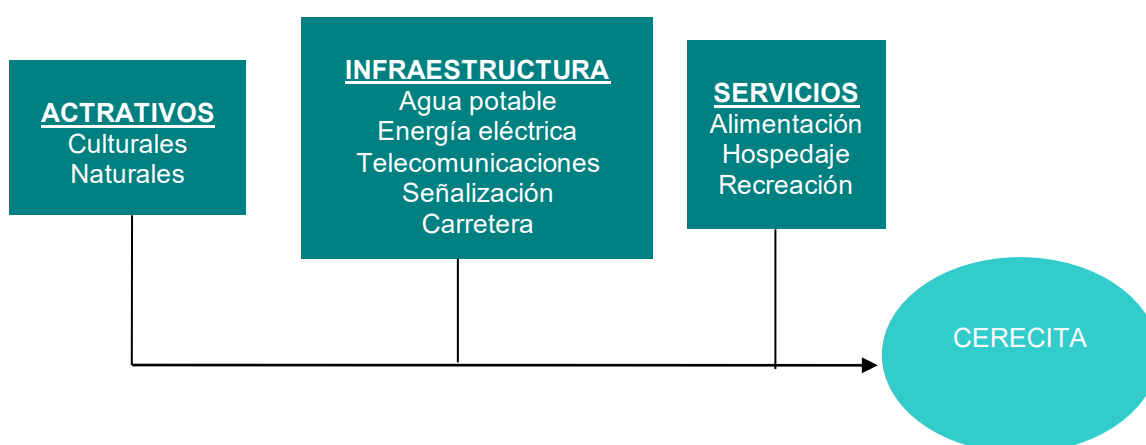 ACTRATIVOS
Culturales
Naturales
INFRAESTRUCTURA
Agua potable
Energía eléctrica
Telecomunicaciones
Señalización
Carretera
SERVICIOS
Alimentación
Hospedaje
Recreación
CERECITA